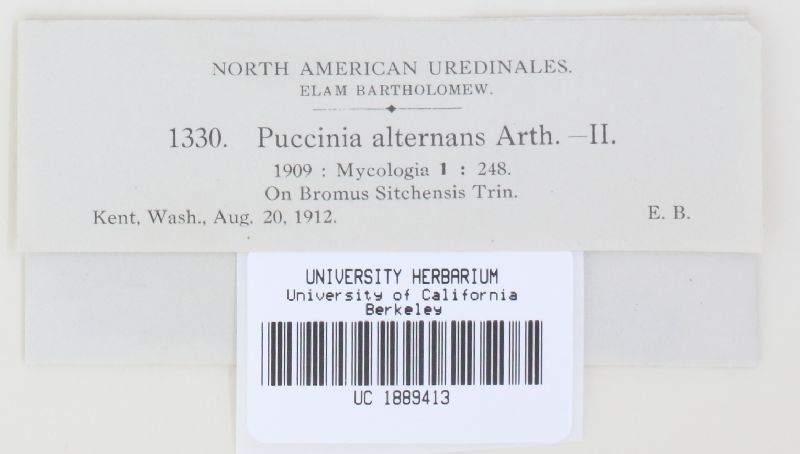 NORTH AMERICAN UREDINALES.
ELAM BARTHOLOMEW.
1330. Puccinia alternans Arth. —II.
1909 : Mycologia 1 : 248.
On Bromus Sitchensis Trin.
Kent, Wash., Aug. 20, 1912. E. B.
UNIVERSITY HERBARIUM
University of California
Berkeley
UC 1889413